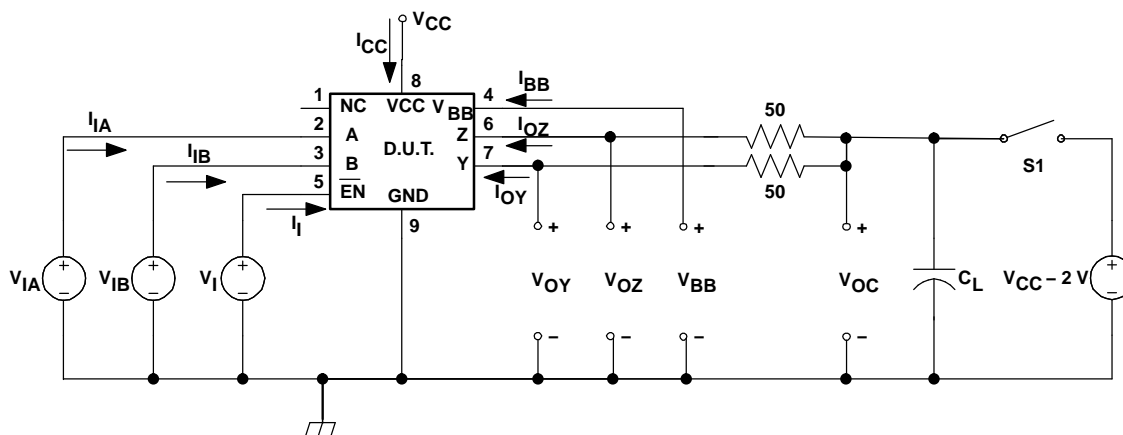 VCC
ICC
8
IBB
1
NC
VCC
VBB
4
50
IIA
2
A
Z
6
IOZ
D.U.T.
IIB
3
B
Y
7
S1
5
EN
GND
IOY
50
II
9
+
+
+
+
VIA
+
−
VIB
+
−
VI
+
−
VOY
VOZ
VBB
VOC
CL
VCC − 2 V
+
−
−
−
−
−